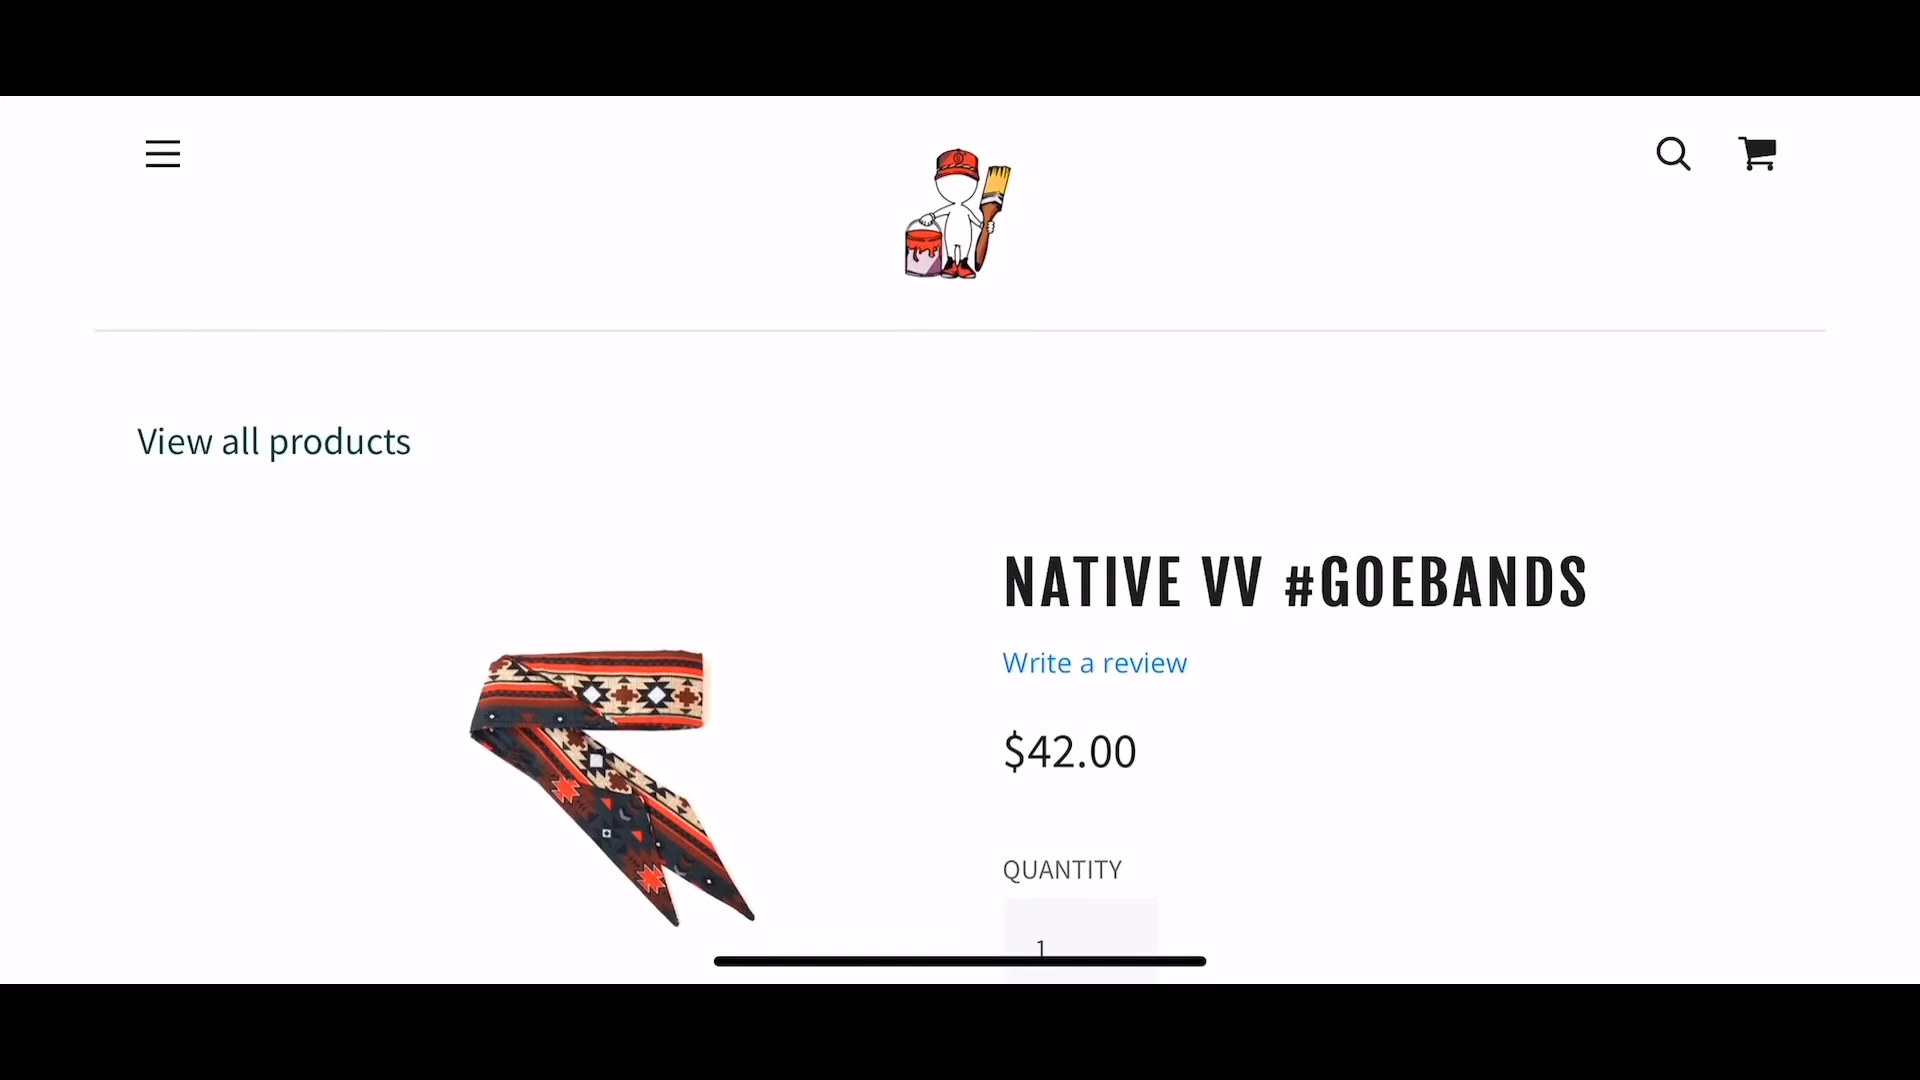 View all products
NATIVE VV #GOEBANDS
Write a review
$42.00
QUANTITY
1